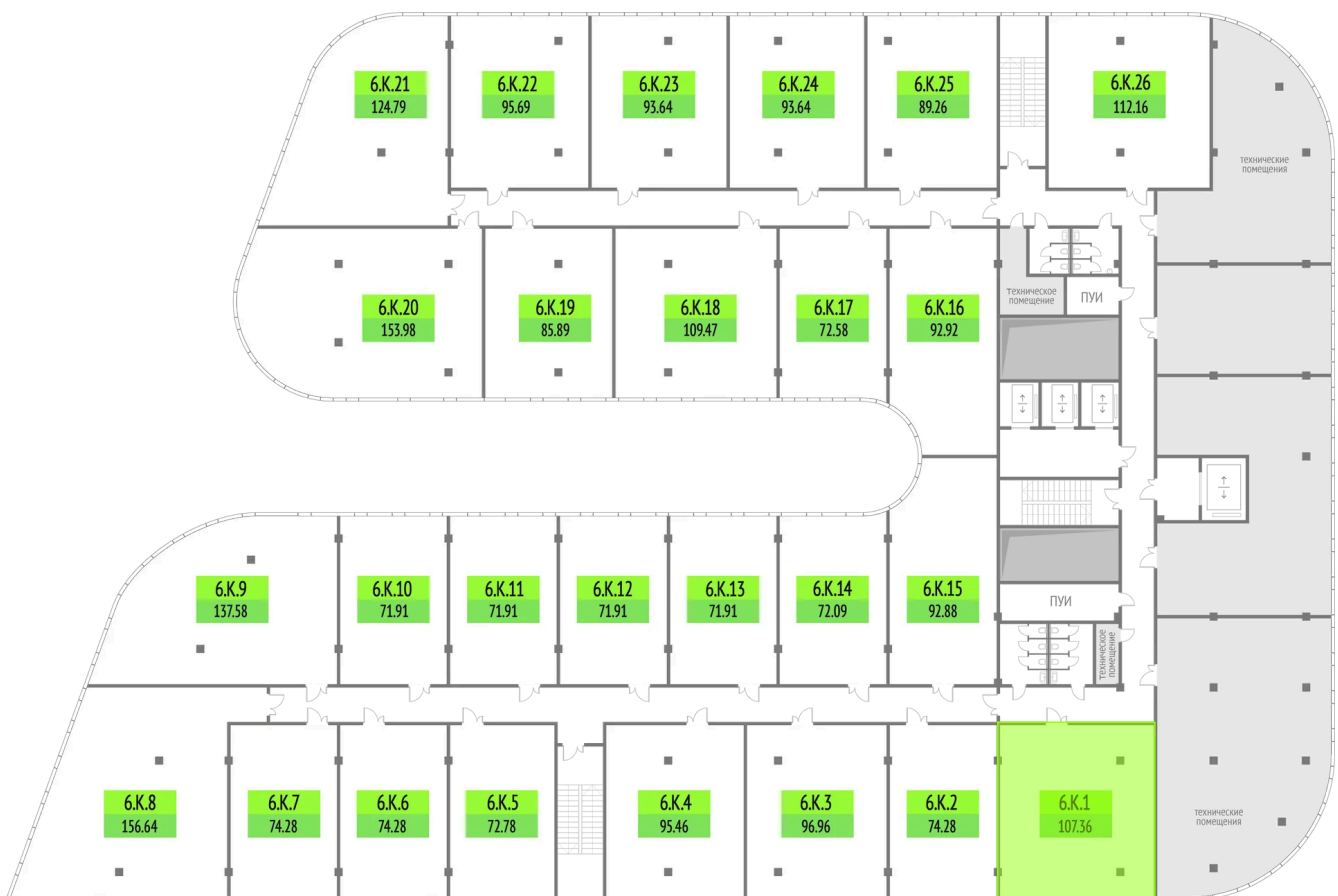 6.К.21
124.79
6.К.22
95.69
6.К.23
93.64
6.К.24
93.64
6.К.25
89.26
6.К.26
112.16
технические
помещения
6.К.20
153.98
6.К.19
85.89
6.К.18
109.47
6.К.17
72.58
6.К.16
92.92
техническое
помещение
ПУИ
6.К.9
137.58
6.К.10
71.91
6.К.11
71.91
6.К.12
71.91
6.К.13
71.91
6.К.14
72.09
6.К.15
92.88
ПУИ
техническое
помещение
6.К.8
156.64
6.К.7
74.28
6.К.6
74.28
6.К.5
72.78
6.К.4
95.46
6.К.3
96.96
6.К.2
74.28
6.К.1
107.36
технические
помещения